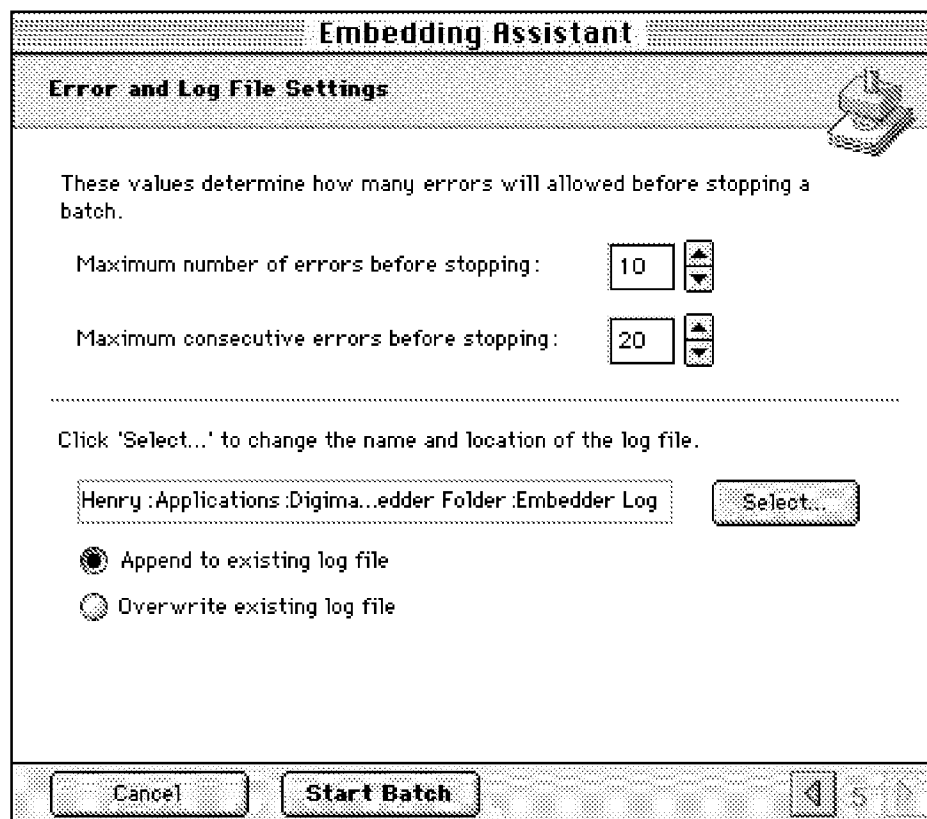 Embedding Assistant
Error and Log File Settings
These values determine how many errors will allowed before stopping a
batch.
Maximum number of errors before stopping: 10
Maximum consecutive errors before stopping: 20
Click 'Select...' to change the name and location of the log file.
Henry :Applications :Digima...edder Folder :Embedder Log Select...
Append to existing log file
Overwrite existing log file
Cancel Start Batch 5